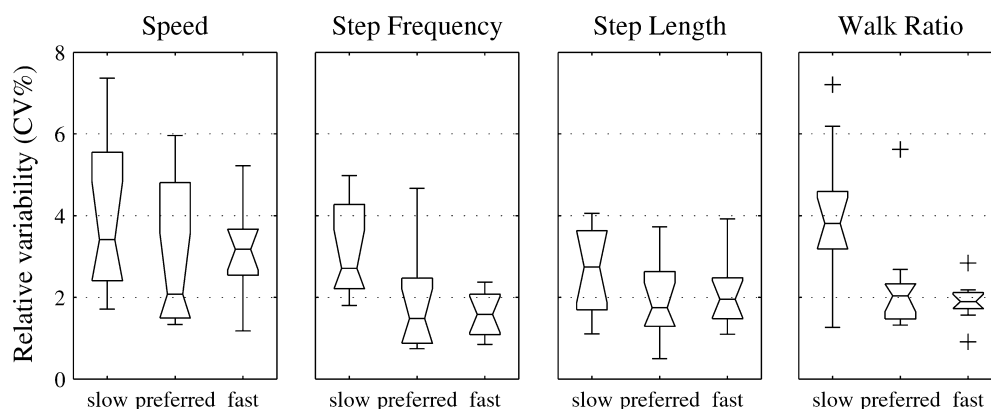 Speed Step Frequency Step Length Walk Ratio
Relative variability (CV%)
8
6
4
2
0
slow preferred fast slow preferred fast slow preferred fast slow preferred fast